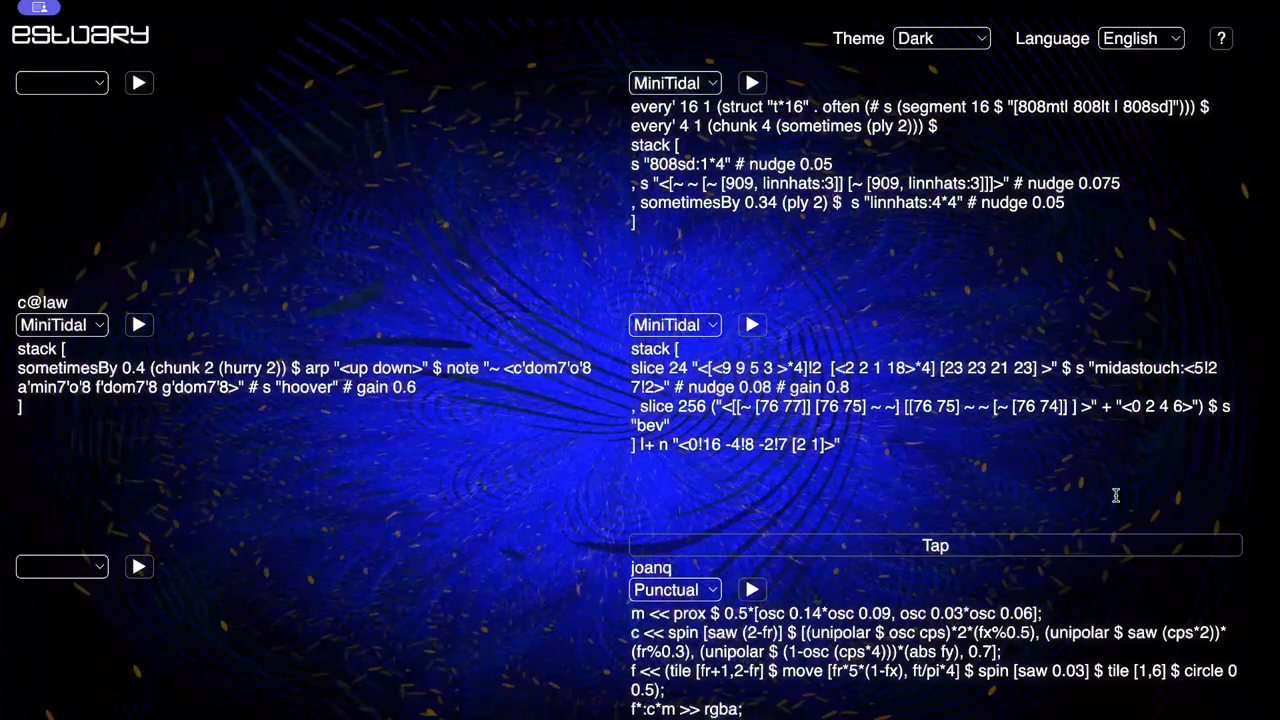 estuary
Theme Dark Language English ?
MiniTidal
every' 16 1 (struct "t*16" . often (# s (segment 16 $ "[808mt| 808lt | 808sd]"))) $
every' 4 1 (chunk 4 (sometimes (ply 2))) $
stack [
s "808sd:1*4" # nudge 0.05
, s "<[~ ~ [~ [909, linnhats:3]] [~ [909, linnhats:3]]]>" # nudge 0.075
, sometimesBy 0.34 (ply 2) $  s "linnhats:4*4" # nudge 0.05
]
c@law
MiniTidal
stack [
sometimesBy 0.4 (chunk 2 (hurry 2)) $ arp "<up down>" $ note "~ <c'dom7'o'8
a'min7'o'8 f'dom7'8 g'dom7'8>" # s "hoover" # gain 0.6
]
MiniTidal
stack [
slice 24 "<[<9 9 5 3 >*4]!2  [<2 2 1 18>*4] [23 23 21 23] >" $ s "midastouch:<5!2
7!2>" # nudge 0.08 # gain 0.8
, slice 256 ("<[[~ [76 77]] [76 75] ~ ~] [[76 75] ~ ~ [~ [76 74]] ] >" + "<0 2 4 6>") $ s
"bev"
] |+ n "<0!16 -4!8 -2!7 [2 1]>"
Tap
joanq
Punctual
m << prox $ 0.5*[osc 0.14*osc 0.09, osc 0.03*osc 0.06];
c << spin [saw (2-fr)] $ [(unipolar $ osc cps)*2*(fx%0.5), (unipolar $ saw (cps*2))*
(fr%0.3), (unipolar $ (1-osc (cps*4)))*(abs fy), 0.7];
f << (tile [fr+1,2-fr] $ move [fr*5*(1-fx), ft/pi*4] $ spin [saw 0.03] $ tile [1,6] $ circle 0
0.5);
f*:c*m >> rgba;